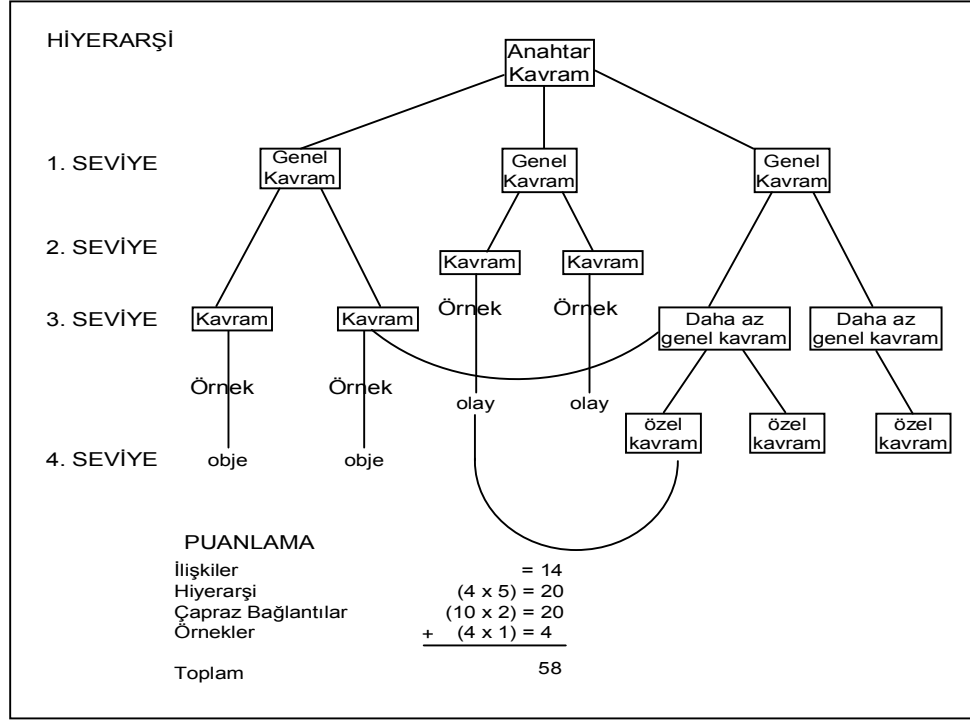 HİYERARŞİ
Anahtar
Kavram
1. SEVİYE
Genel
Kavram
Genel
Kavram
Genel
Kavram
2. SEVİYE
Kavram
Kavram
3. SEVİYE
Kavram
Kavram
Örnek
Örnek
Daha az
genel kavram
Daha az
genel kavram
Örnek
Örnek
olay
olay
özel
kavram
özel
kavram
özel
kavram
4. SEVİYE
obje
obje
PUANLAMA
İlişkiler = 14
Hiyerarşi (4 x 5) = 20
Çapraz Bağlantılar (10 x 2) = 20
Örnekler + (4 x 1) = 4
Toplam 58